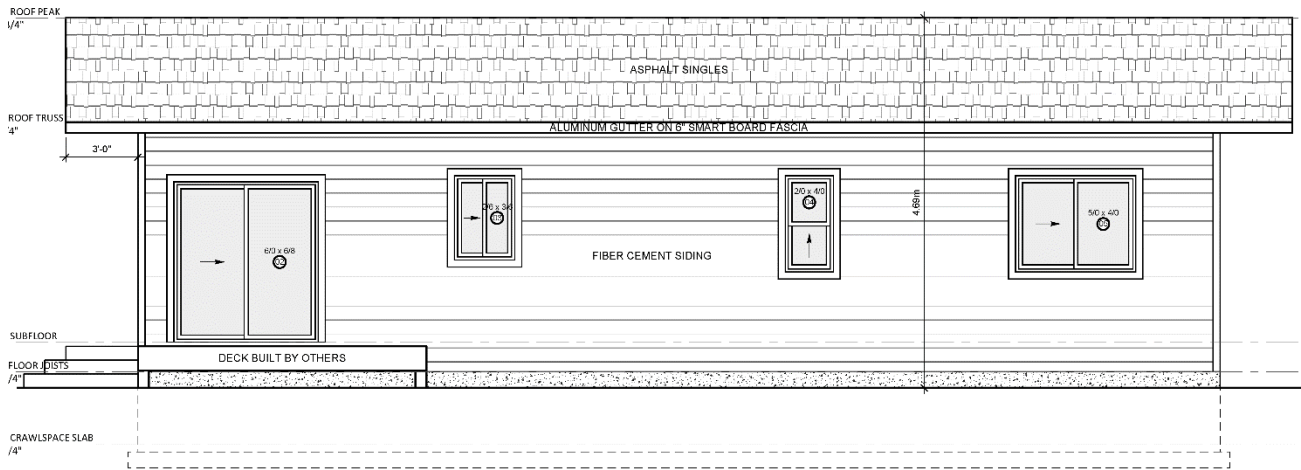 ROOF PEAK
1/4"
ASPHALT SINGLES
ROOF TRUSS
/4"
ALUMINUM GUTTER ON 6" SMART BOARD FASCIA
3'-0"
2/0 x 4/0
04
4.69m
5/0 x 4/0
6/0 x 6/8
02
FIBER CEMENT SIDING
SUBFLOOR
DECK BUILT BY OTHERS
FLOOR JOISTS
/4"
CRAWLSPACE SLAB
/4"